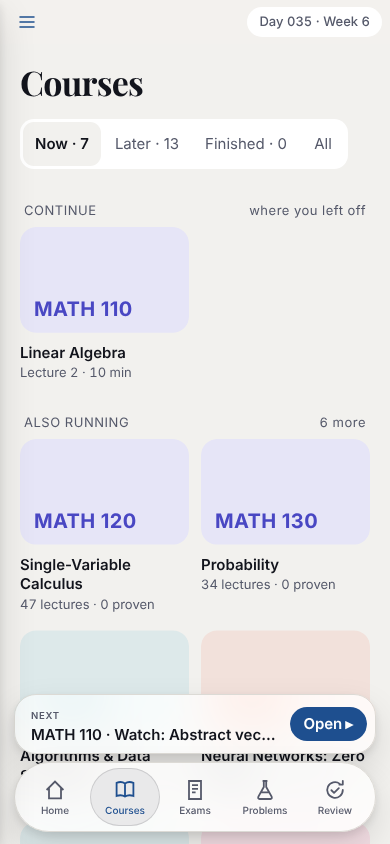 Day 035 · Week 6
Courses
Now · 7
Later · 13
Finished · 0
All
CONTINUE
where you left off
MATH 110
Linear Algebra
Lecture 2 · 10 min
ALSO RUNNING
6 more
MATH 120
MATH 130
Single-Variable
Calculus
47 lectures · 0 proven
Probability
34 lectures · 0 proven
NEXT
MATH 110 · Watch: Abstract vec...
Open ▸
Algorithms & Data
Neural Networks: Zero
Home
Courses
Exams
Problems
Review